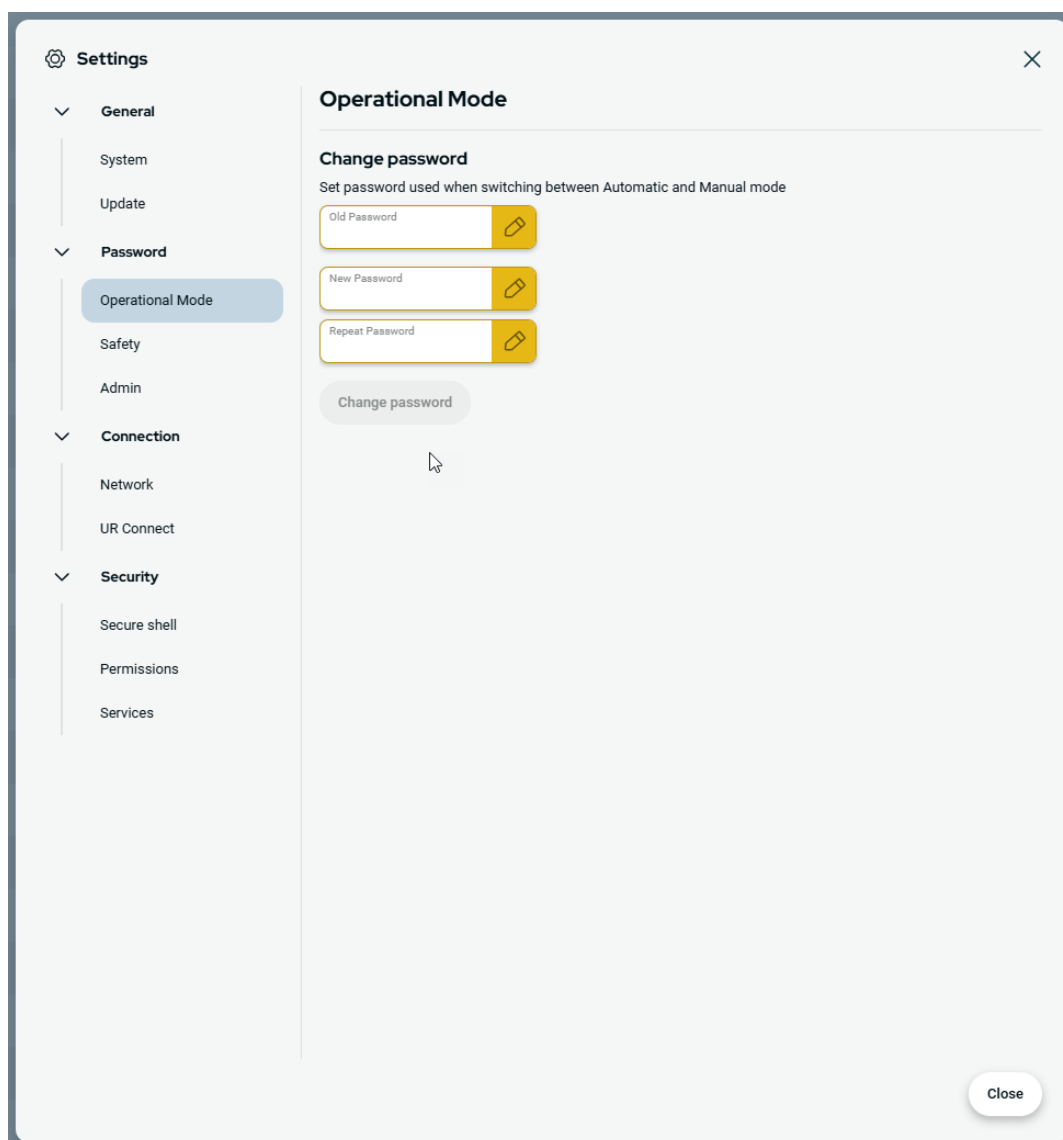 Settings
General
System
Update
Password
Operational Mode
Safety
Admin
Connection
Network
UR Connect
Security
Secure shell
Permissions
Services
Operational Mode
Change password
Set password used when switching between Automatic and Manual mode
Old Password
New Password
Repeat Password
Change password
Close